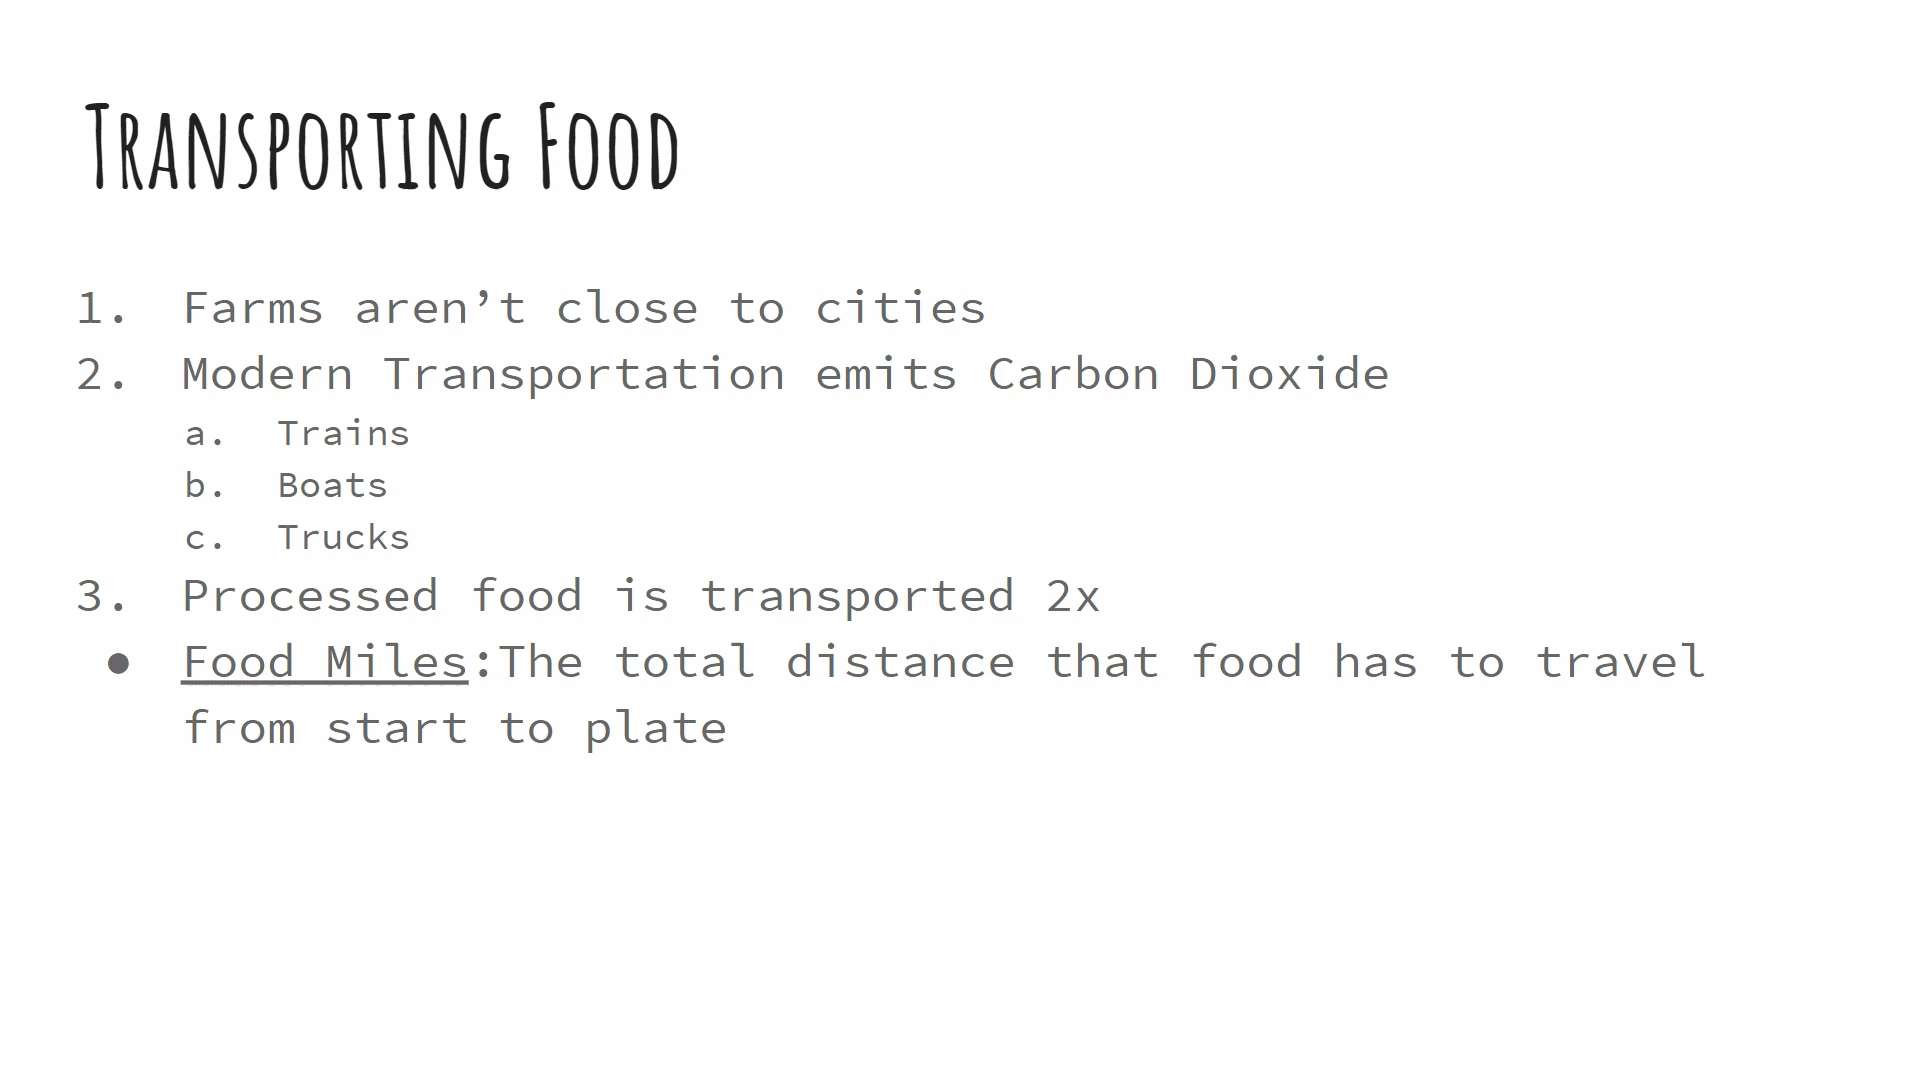 Transporting Food
1. Farms aren’t close to cities
2. Modern Transportation emits Carbon Dioxide
a. Trains
b. Boats
c. Trucks
3. Processed food is transported 2x
● Food Miles:The total distance that food has to travel
from start to plate